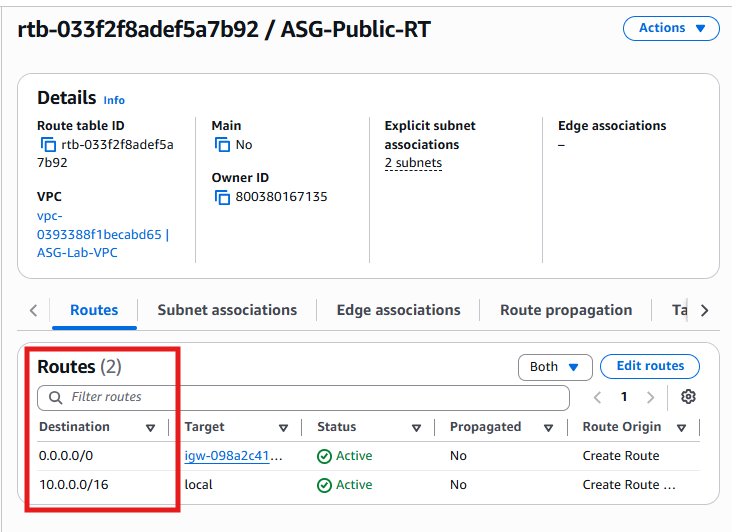 rtb-033f2f8adef5a7b92 / ASG-Public-RT
Actions
Details Info
Route table ID
rtb-033f2f8adef5a
7b92
VPC
vpc-
0393388f1becabd65 |
ASG-Lab-VPC
Main
No
Owner ID
800380167135
Explicit subnet
associations
2 subnets
Edge associations
–
Routes
Subnet associations
Edge associations
Route propagation
Ta
Routes (2)
Both
Edit routes
Filter routes
1
Destination Target Status Propagated Route Origin
0.0.0.0/0 igw-098a2c41... Active No Create Route
10.0.0.0/16 local Active No Create Route ...